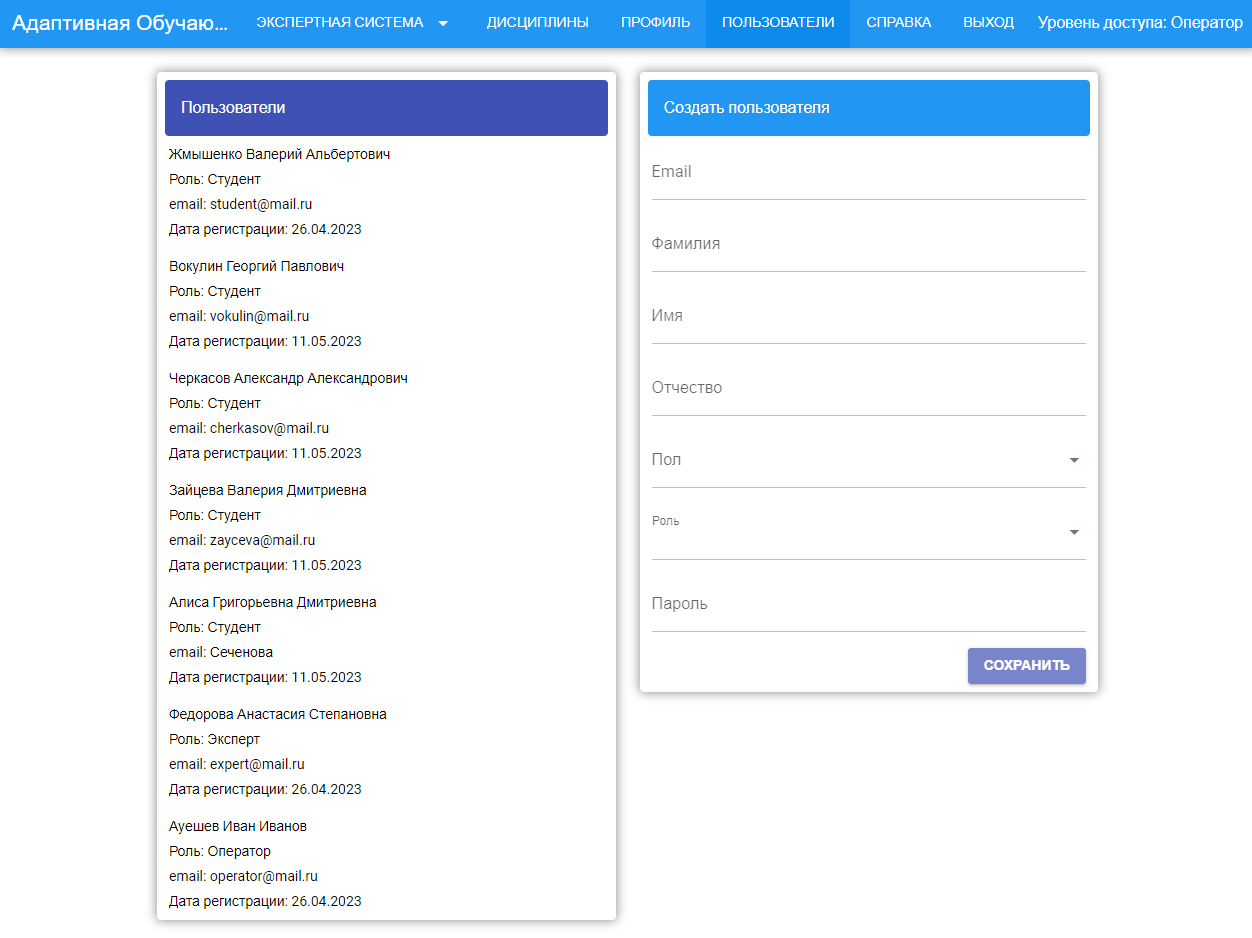 Адаптивная Обучаю... ЭКСПЕРТНАЯ СИСТЕМА ДИСЦИПЛИНЫ ПРОФИЛЬ ПОЛЬЗОВАТЕЛИ СПРАВКА ВЫХОД Уровень доступа: Оператор
Пользователи
Жмышенко Валерий Альбертович
Роль: Студент
email: student@mail.ru
Дата регистрации: 26.04.2023
Вокулин Георгий Павлович
Роль: Студент
email: vokulin@mail.ru
Дата регистрации: 11.05.2023
Черкасов Александр Александрович
Роль: Студент
email: cherkasov@mail.ru
Дата регистрации: 11.05.2023
Зайцева Валерия Дмитриевна
Роль: Студент
email: zayceva@mail.ru
Дата регистрации: 11.05.2023
Алиса Григорьевна Дмитриевна
Роль: Студент
email: Сеченова
Дата регистрации: 11.05.2023
Федорова Анастасия Степановна
Роль: Эксперт
email: expert@mail.ru
Дата регистрации: 26.04.2023
Ауешев Иван Иванов
Роль: Оператор
email: operator@mail.ru
Дата регистрации: 26.04.2023
Создать пользователя
Email
Фамилия
Имя
Отчество
Пол
Роль
Пароль
СОХРАНИТЬ